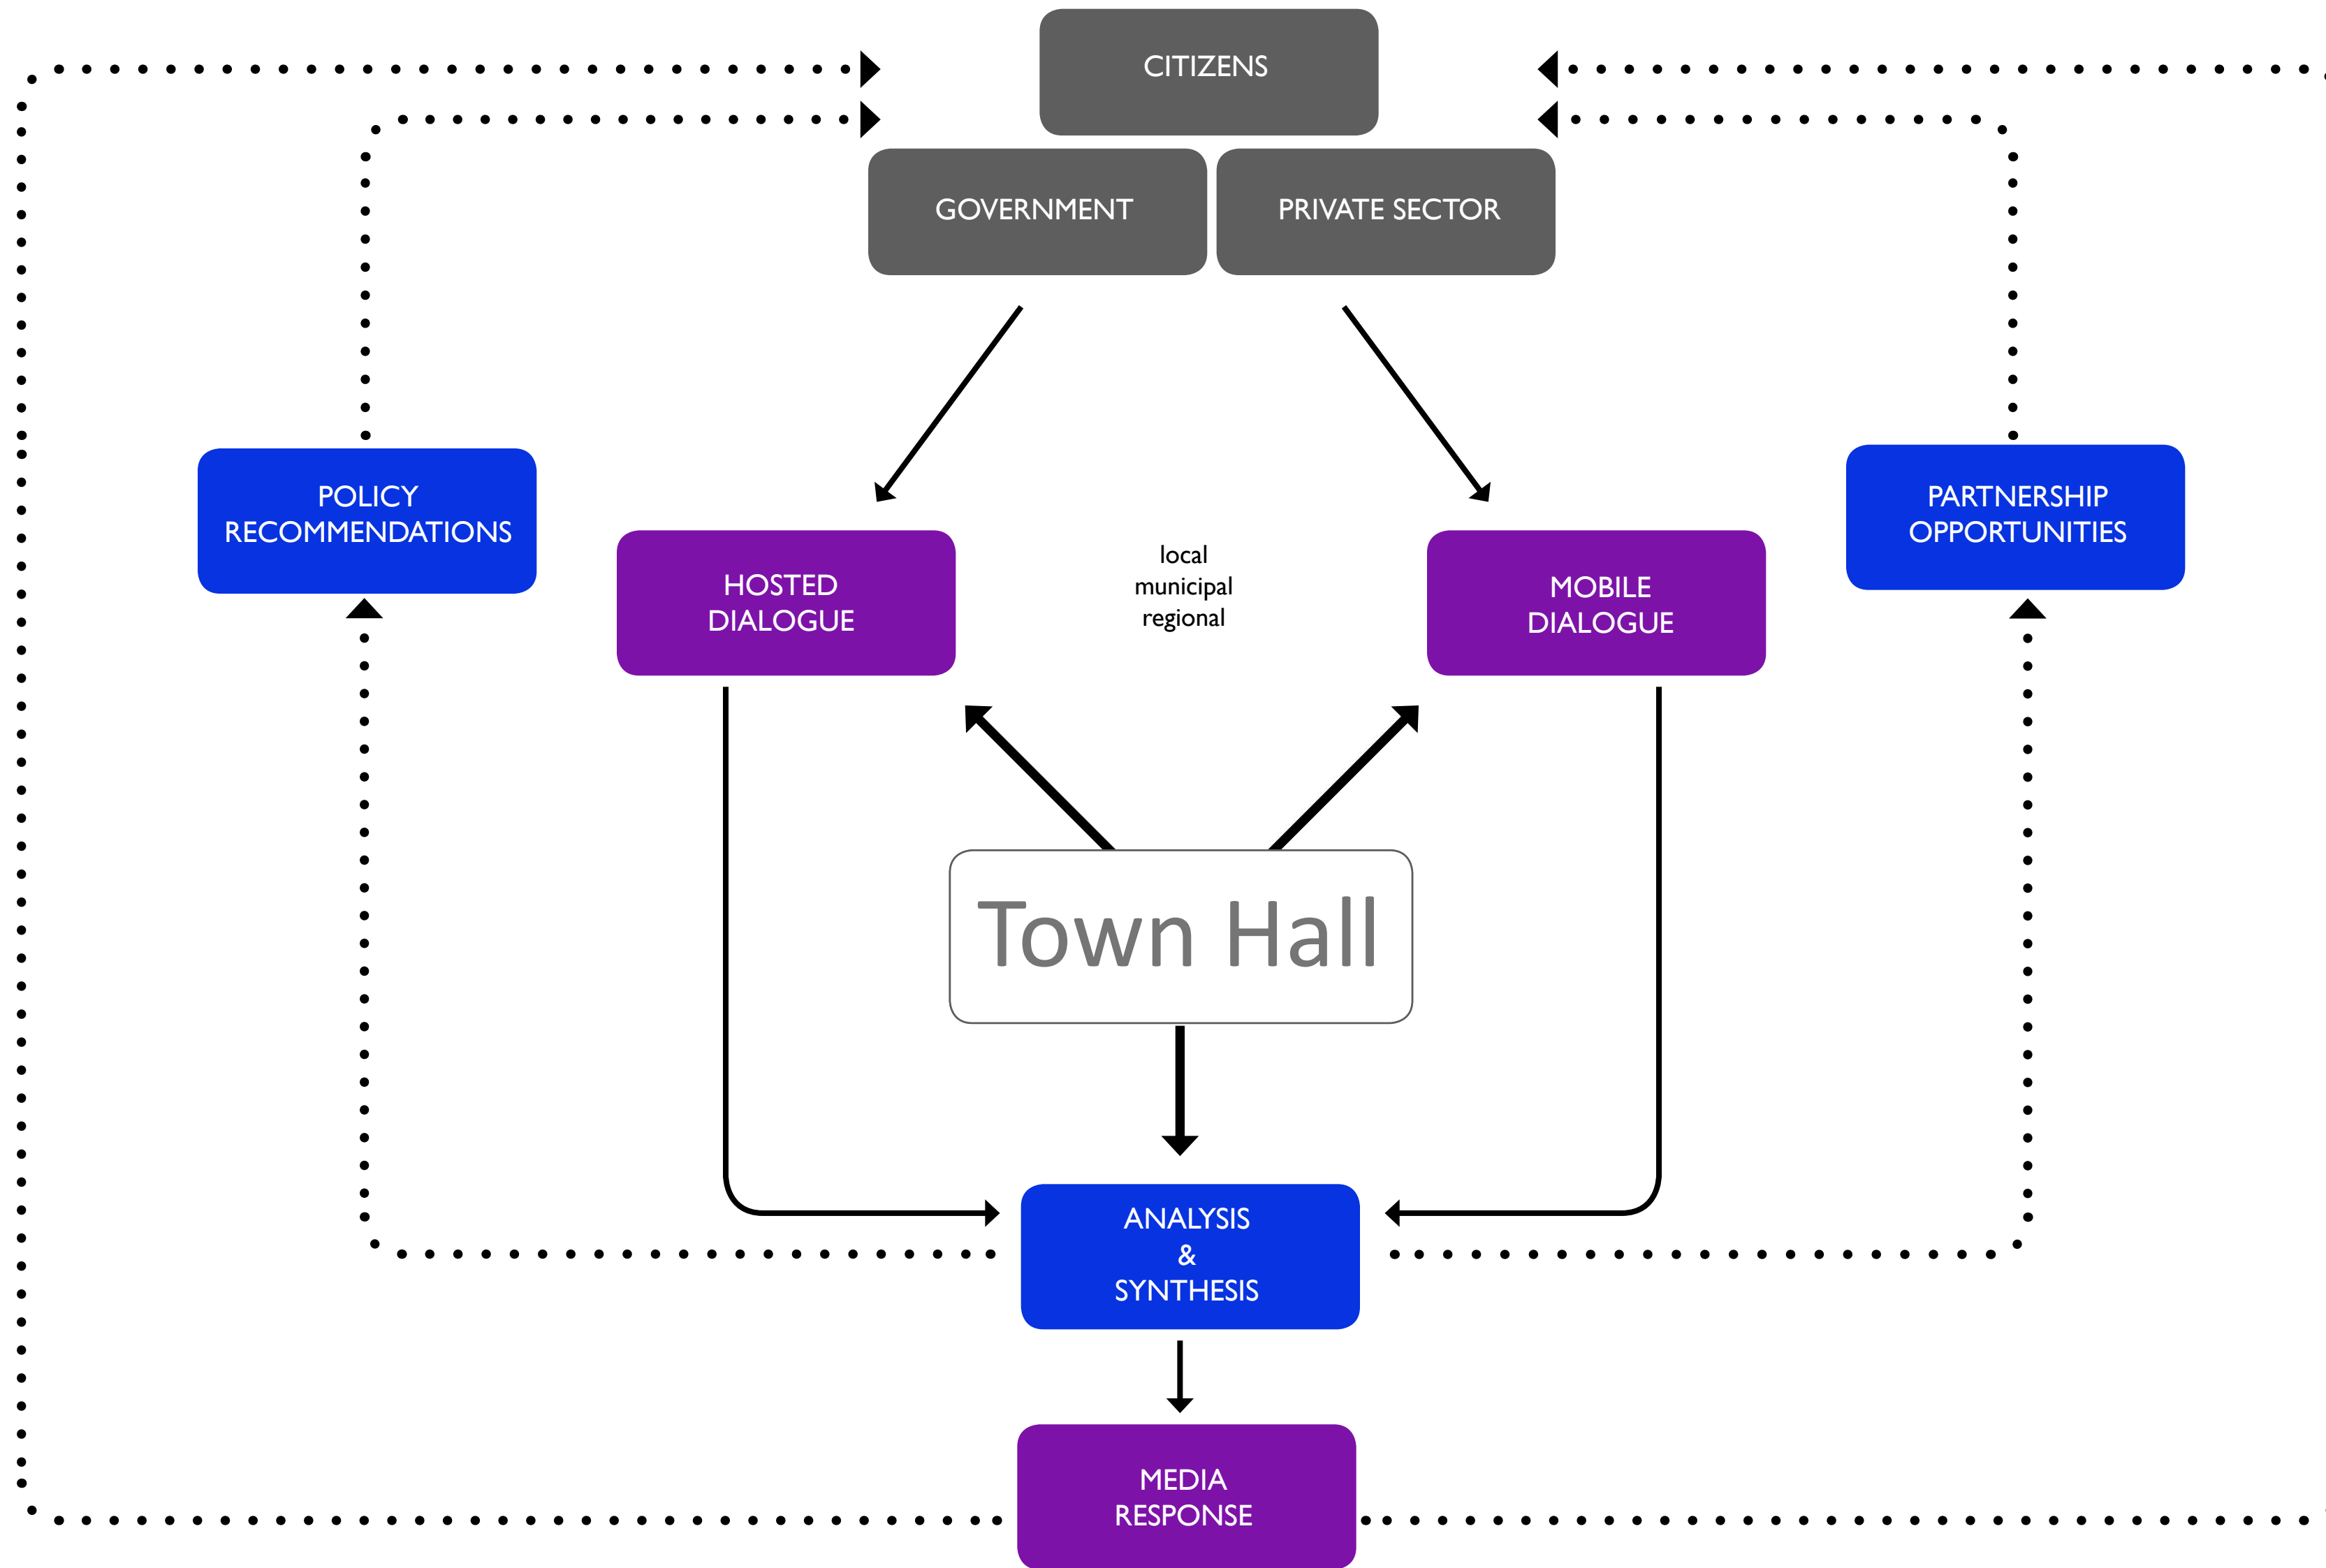 CITIZENS
GOVERNMENT
PRIVATE SECTOR
POLICY
RECOMMENDATIONS
HOSTED
DIALOGUE
local
municipal
regional
MOBILE
DIALOGUE
PARTNERSHIP
OPPORTUNITIES
Town Hall
ANALYSIS
&
SYNTHESIS
MEDIA
RESPONSE